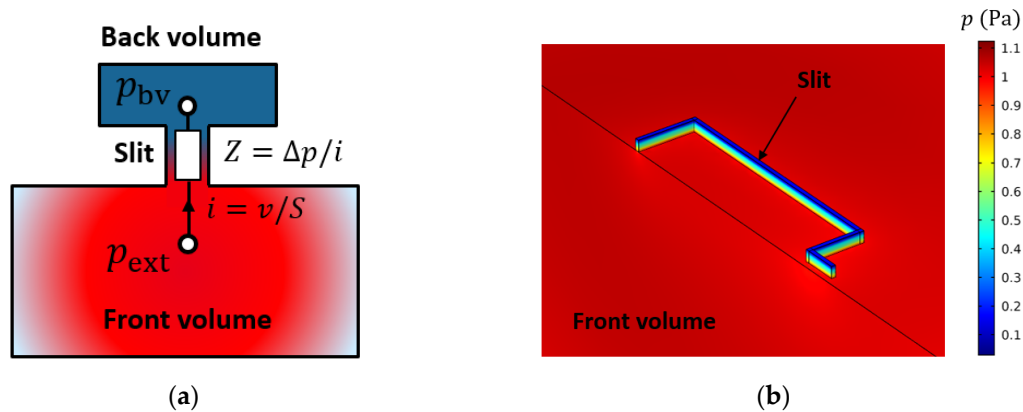 Back volume
p_bv
Slit
Z = Δp/i
i = v/S
p_ext
Front volume
(a)
p (Pa)
Slit
1.1
1
0.9
0.8
0.7
0.6
0.5
0.4
0.3
0.2
0.1
Front volume
(b)